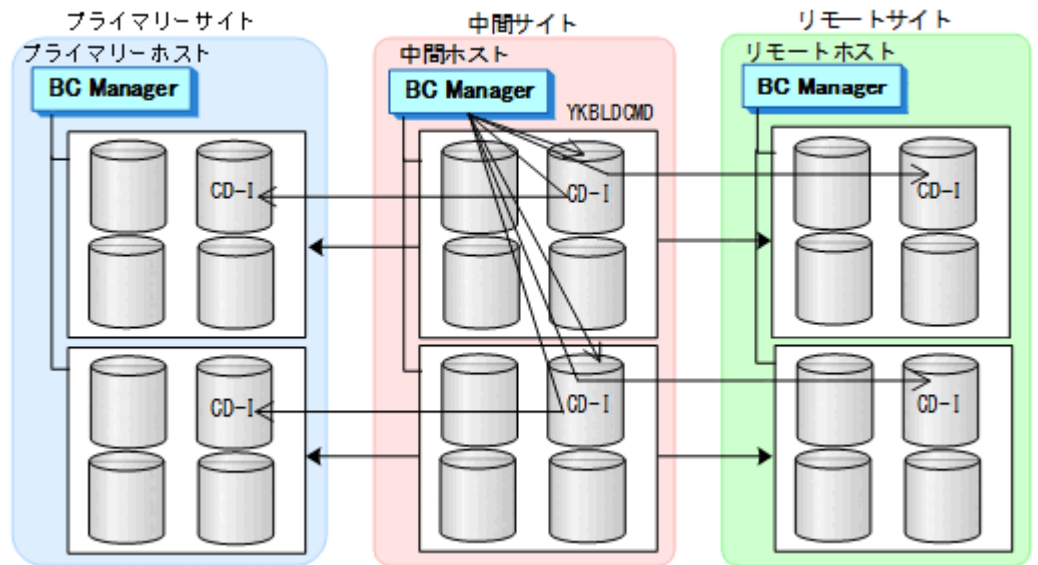 プライマリーサイト
中間サイト
リモートサイト
プライマリーホスト
中間ホスト
リモートホスト
BC Manager
BC Manager
BC Manager
YKBLDCMD
CD-I
CD-I
CD-I
CD-I
CD-I
CD-I